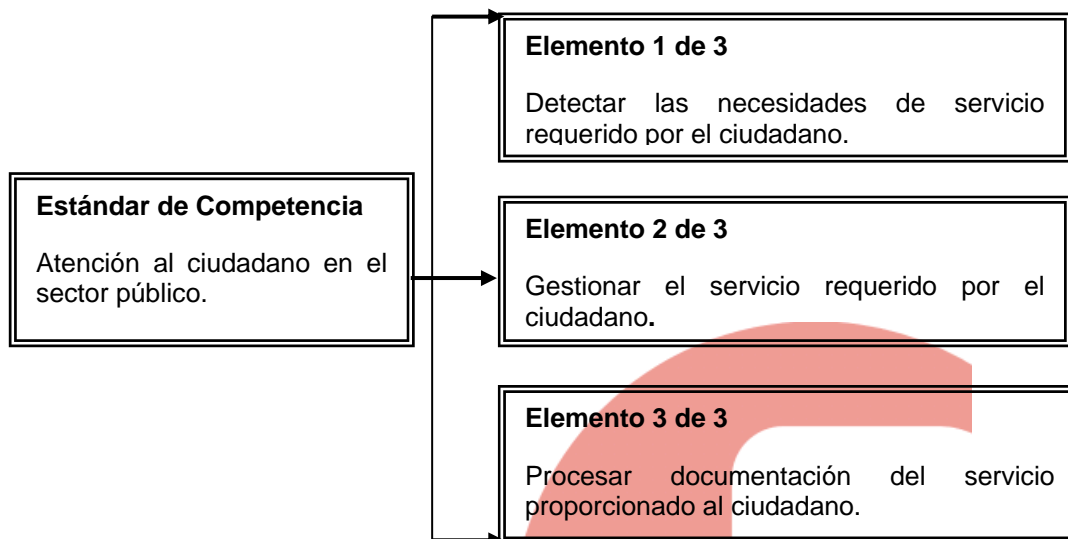 Elemento 1 de 3
Detectar las necesidades de servicio
requerido por el ciudadano.
Estándar de Competencia
Atención al ciudadano en el
sector público.
Elemento 2 de 3
Gestionar el servicio requerido por el
ciudadano.
Elemento 3 de 3
Procesar documentación del servicio
proporcionado al ciudadano.